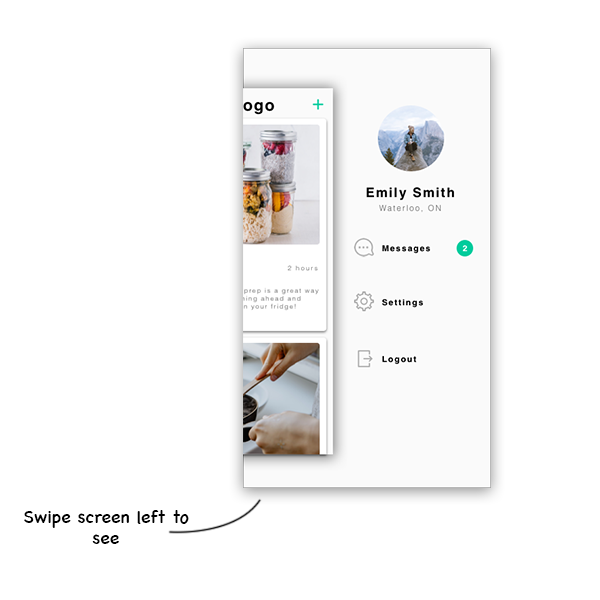 ogo +
Emily Smith
Waterloo, ON
Messages 2
2 hours
prep is a great way
ning ahead and
n your fridge!
Settings
Logout
Swipe screen left to
see